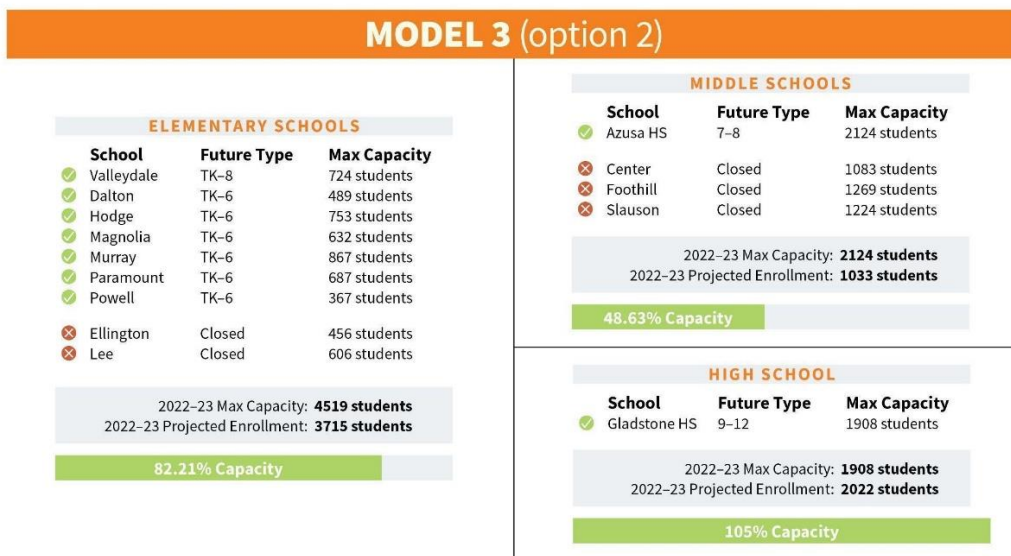 MODEL 3 (option 2)
ELEMENTARY SCHOOLS
School Future Type Max Capacity
Valleydale TK–8 724 students
Dalton TK–6 489 students
Hodge TK–6 753 students
Magnolia TK–6 632 students
Murray TK–6 867 students
Paramount TK–6 687 students
Powell TK–6 367 students
Ellington Closed 456 students
Lee Closed 606 students
2022–23 Max Capacity: 4519 students
2022–23 Projected Enrollment: 3715 students
82.21% Capacity
MIDDLE SCHOOLS
School Future Type Max Capacity
Azusa HS 7–8 2124 students
Center Closed 1083 students
Foothill Closed 1269 students
Slauson Closed 1224 students
2022–23 Max Capacity: 2124 students
2022–23 Projected Enrollment: 1033 students
48.63% Capacity
HIGH SCHOOL
School Future Type Max Capacity
Gladstone HS 9–12 1908 students
2022–23 Max Capacity: 1908 students
2022–23 Projected Enrollment: 2022 students
105% Capacity